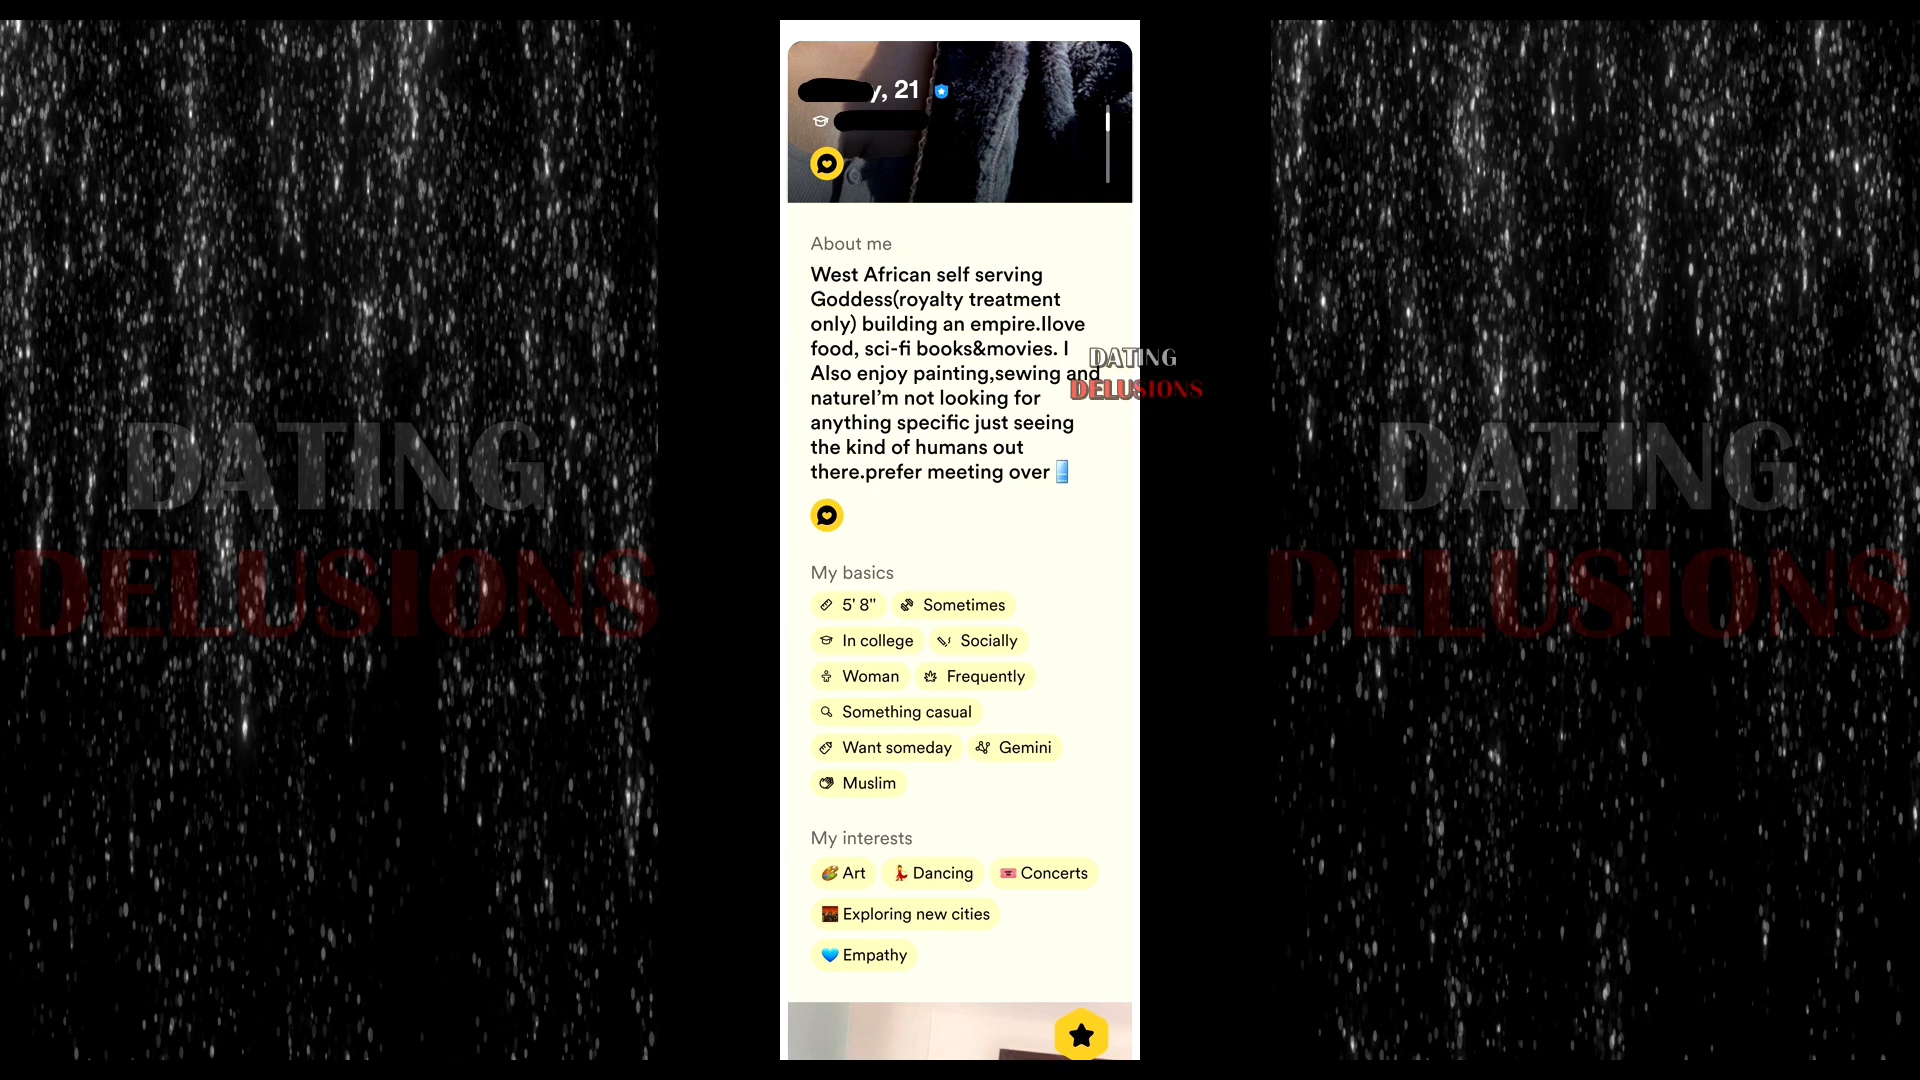 y, 21
About me
West African self serving
Goddess(royalty treatment
only) building an empire.Ilove
food, sci-fi books&movies. I
Also enjoy painting,sewing and
natureI'm not looking for
anything specific just seeing
the kind of humans out
there.prefer meeting over
My basics
5' 8" Sometimes
In college Socially
Woman Frequently
Something casual
Want someday Gemini
Muslim
My interests
Art Dancing Concerts
Exploring new cities
Empathy
DATING
DELUSIONS
DATING
DELUSIONS
DATING
DELUSIONS